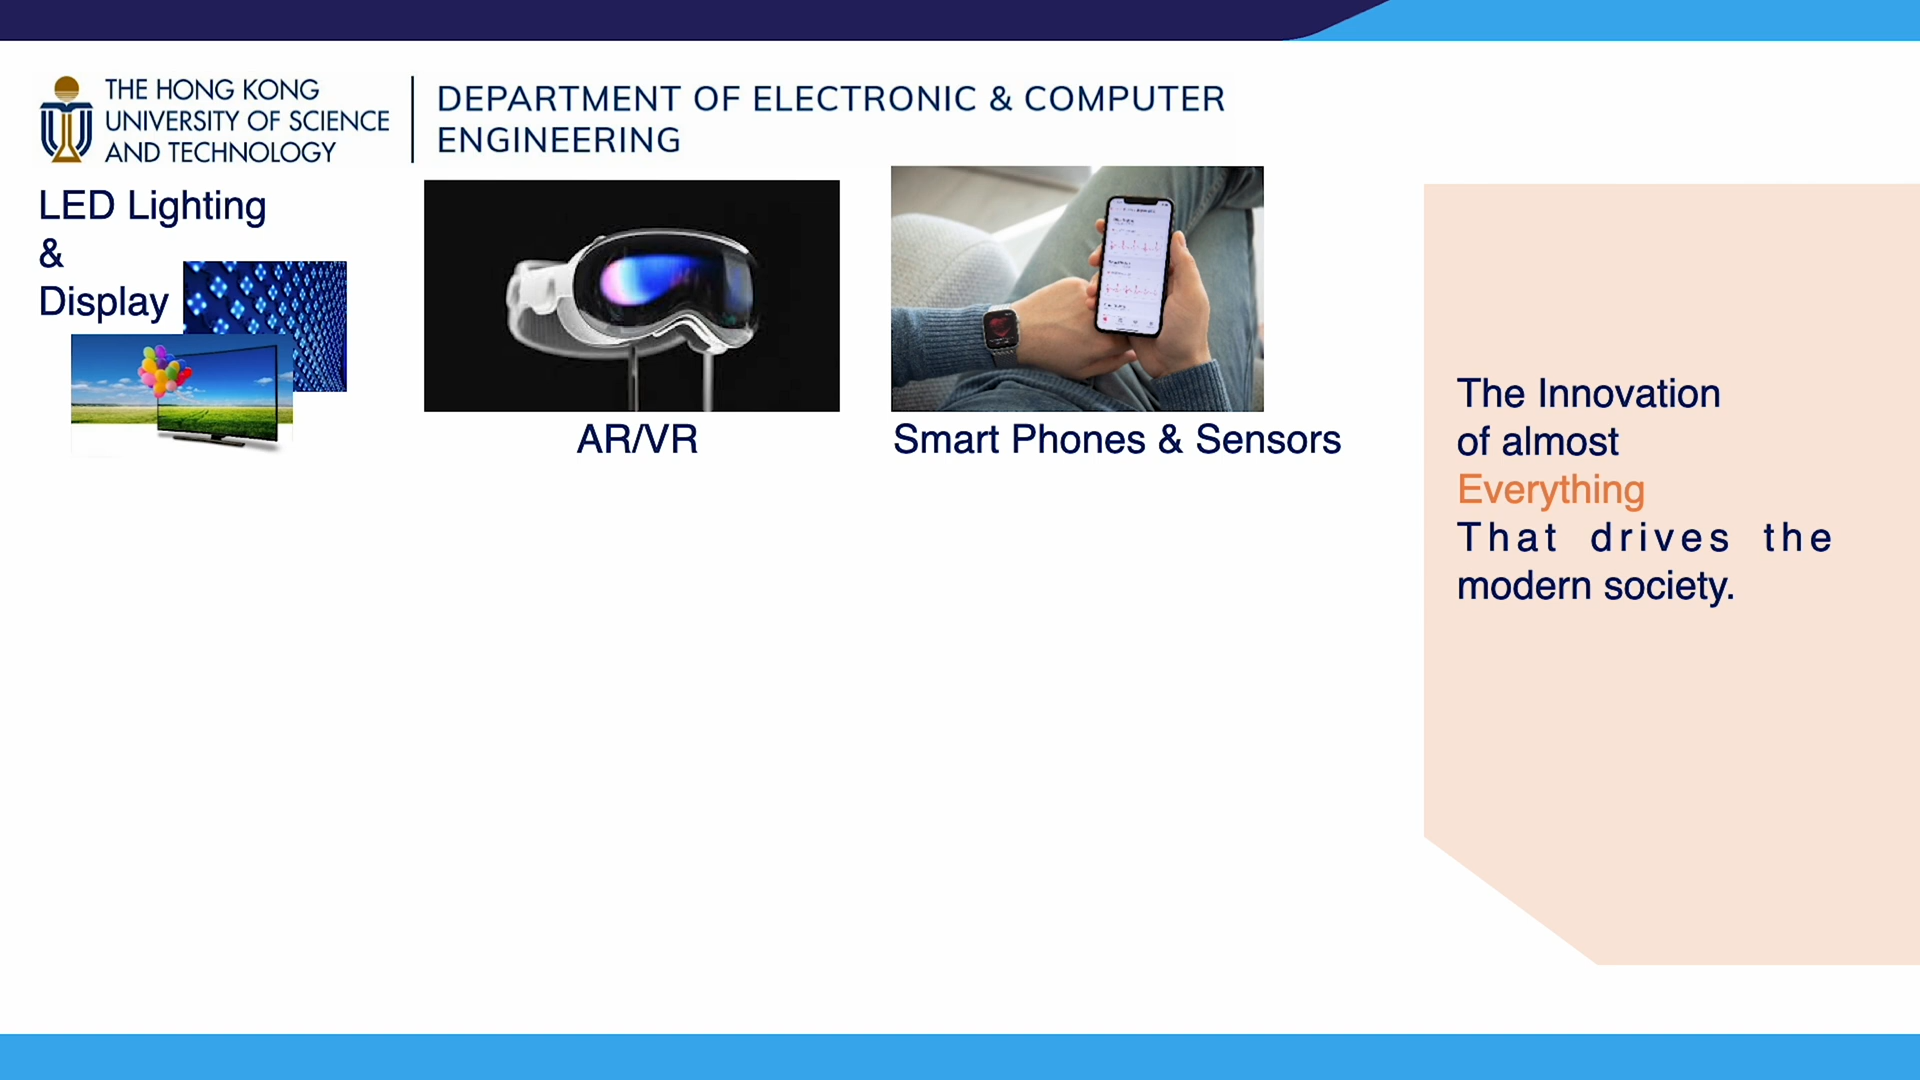 THE HONG KONG
UNIVERSITY OF SCIENCE
AND TECHNOLOGY
DEPARTMENT OF ELECTRONIC & COMPUTER
ENGINEERING
LED Lighting
&
Display
AR/VR
Smart Phones & Sensors
The Innovation
of almost
Everything
That drives the
modern society.